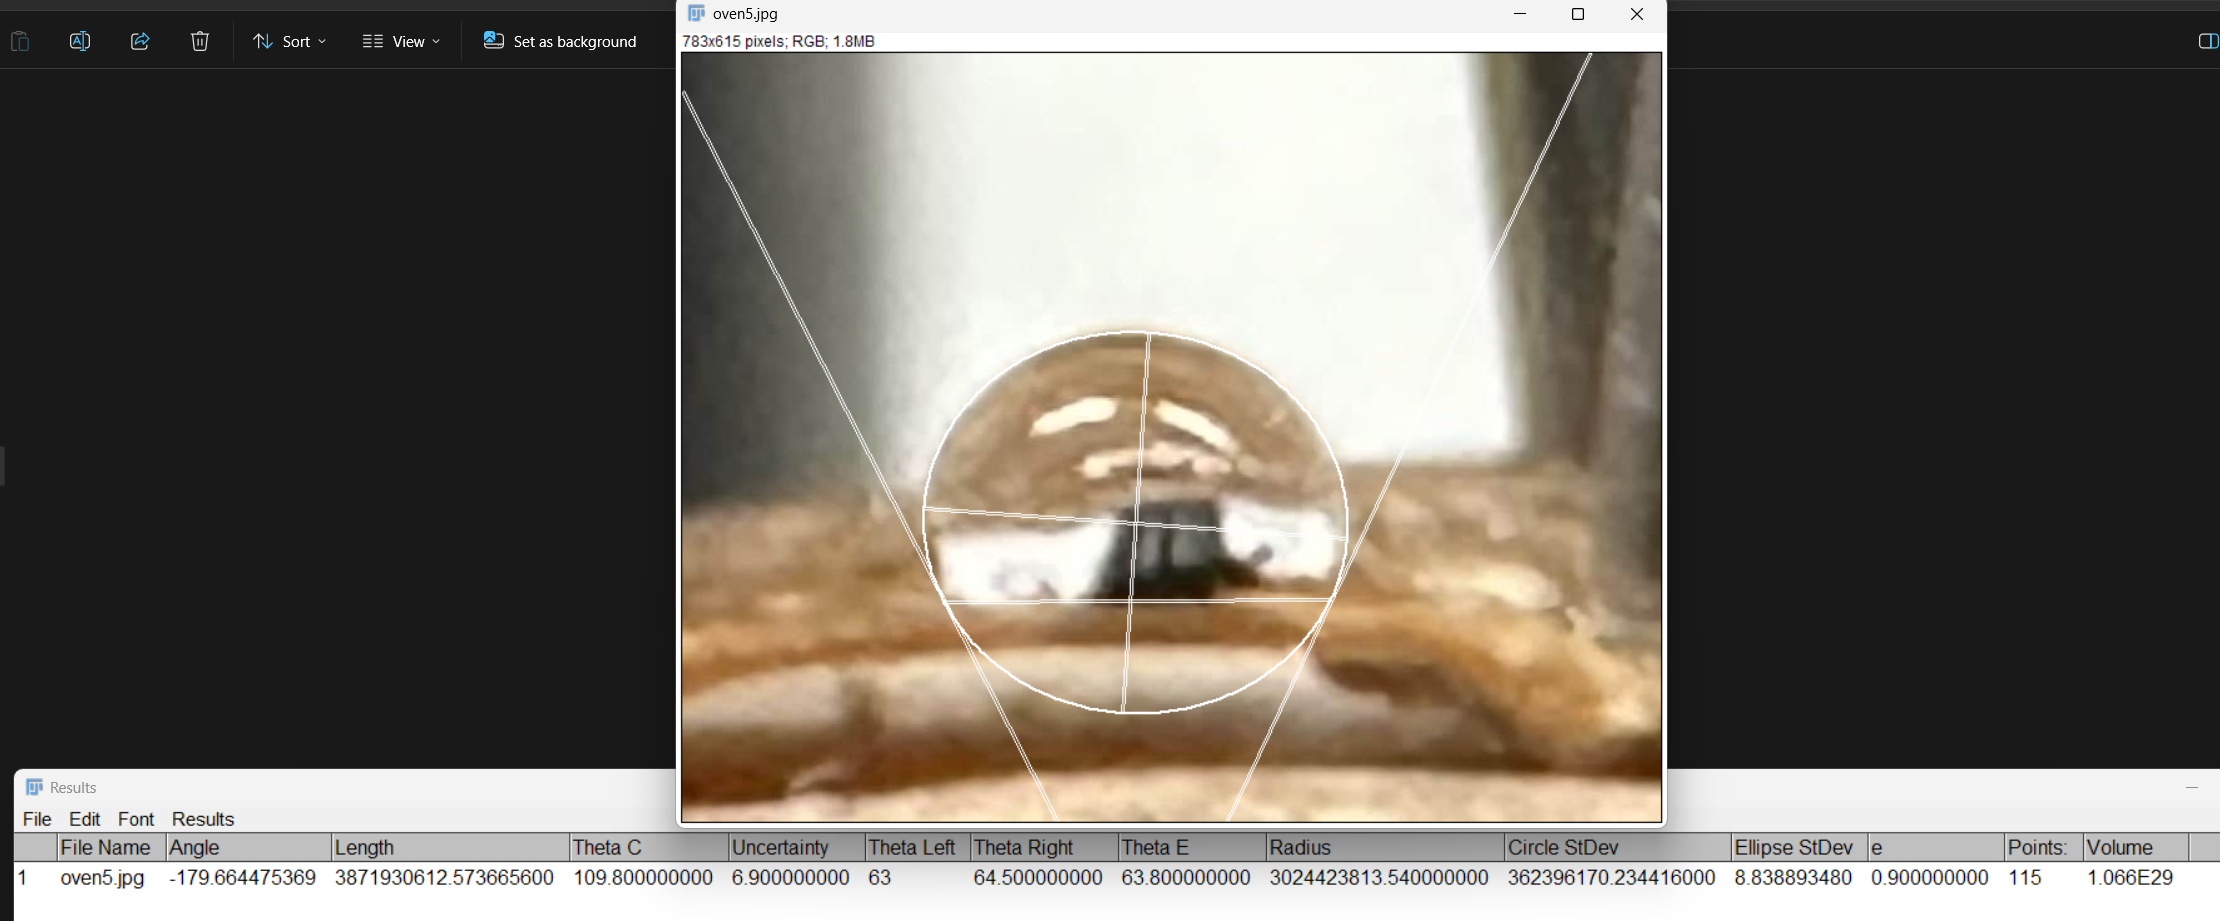 oven5.jpg
Sort View Set as background
783x615 pixels; RGB; 1.8MB
Results
File Edit Font Results
File Name Angle Length Theta C Uncertainty Theta Left Theta Right Theta E Radius Circle StDev Ellipse StDev e Points: Volume
1 oven5.jpg -179.664475369 3871930612.573665600 109.800000000 6.900000000 63 64.500000000 63.800000000 3024423813.540000000 362396170.234416000 8.838893480 0.900000000 115 1.066E29